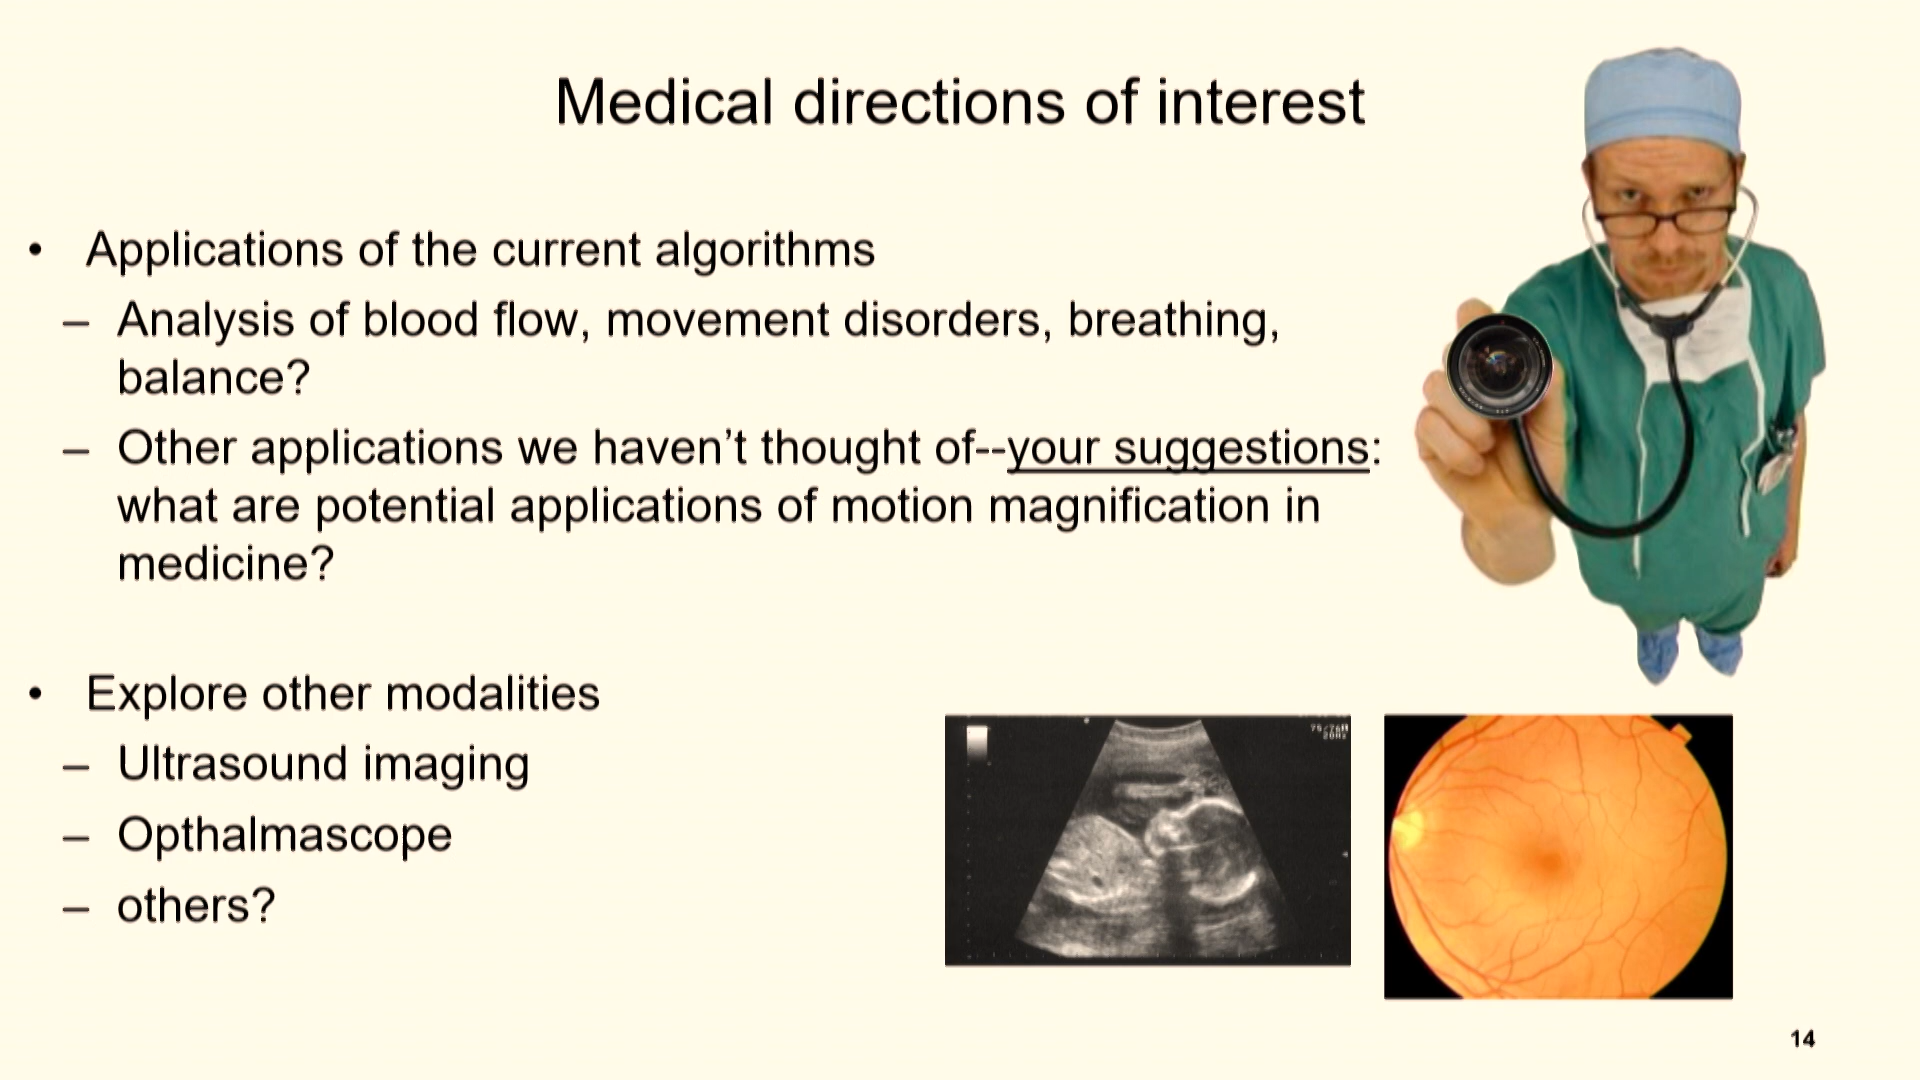 Medical directions of interest
• Applications of the current algorithms
– Analysis of blood flow, movement disorders, breathing,
balance?
– Other applications we haven’t thought of--your suggestions:
what are potential applications of motion magnification in
medicine?
• Explore other modalities
– Ultrasound imaging
– Opthalmascope
– others?
14